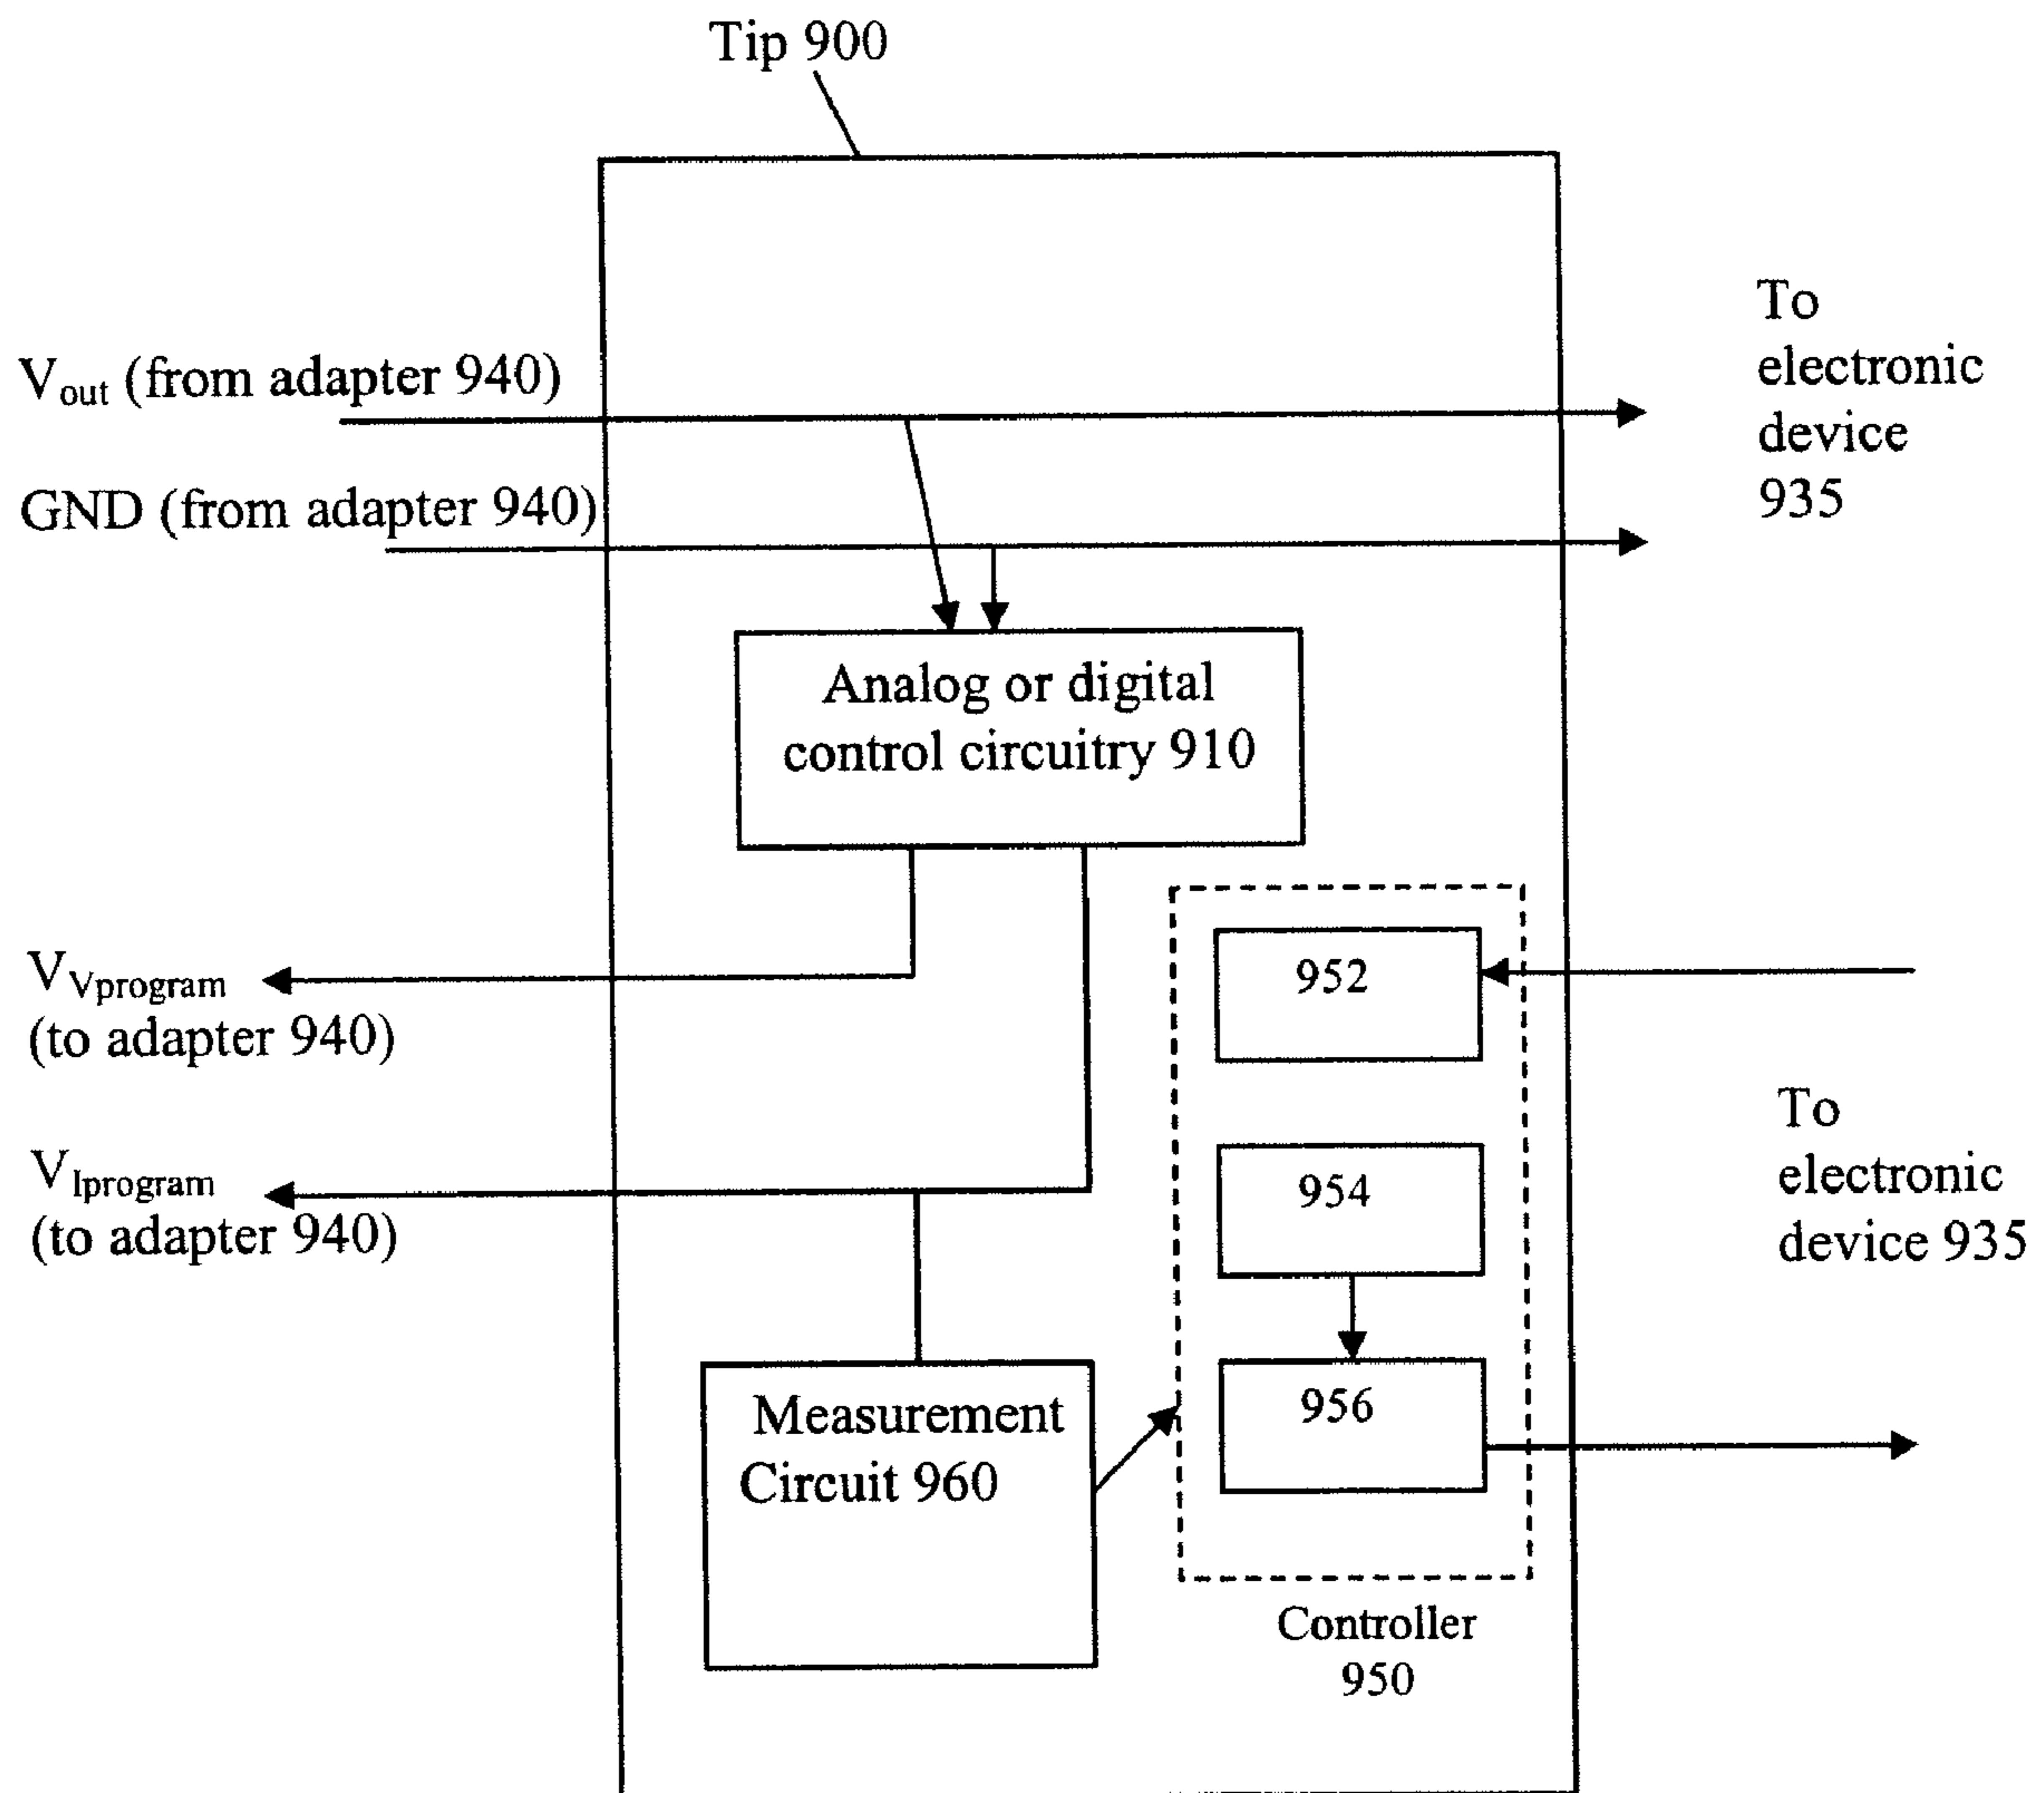 Tip 900
To
electronic
device
935
Vout (from adapter 940)
GND (from adapter 940)
Analog or digital
control circuitry 910
952
VVprogram
(to adapter 940)
954
To
electronic
device 935
VIprogram
(to adapter 940)
956
Measurement
Circuit 960
Controller
950